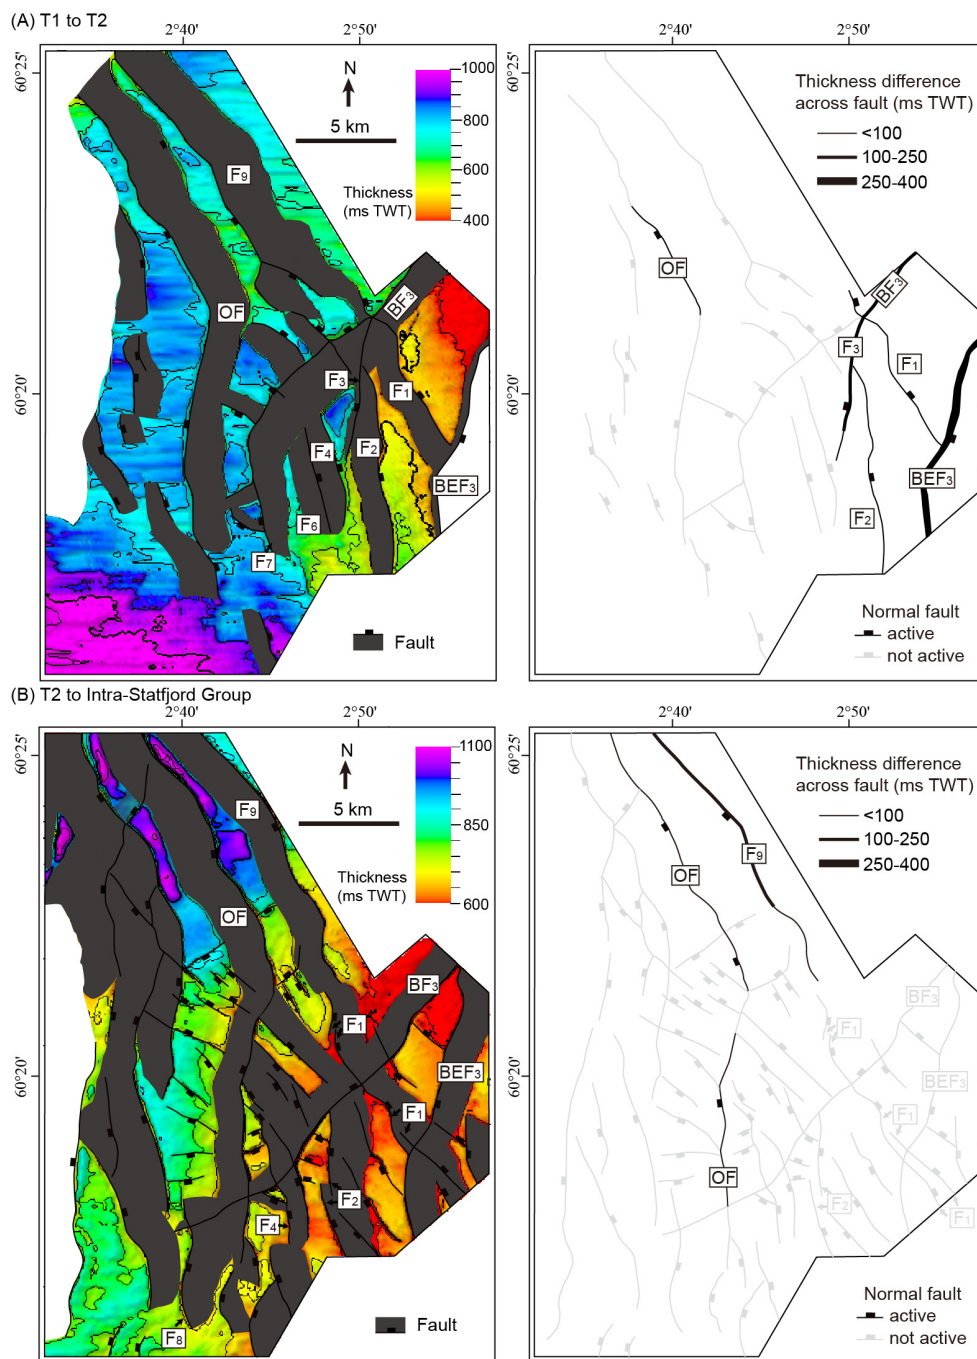 (A) T1 to T2
2°40'
2°50'
2°40'
2°50'
60°25'
60°20'
N
5 km
1000
800
600
400
Thickness
(ms TWT)
F9
OF
BF3
F3
F1
F4
F2
BEF3
F6
F7
Fault
60°25'
60°20'
Thickness difference
across fault (ms TWT)
<100
100-250
250-400
OF
BF3
F3
F1
BEF3
F2
Normal fault
active
not active
(B) T2 to Intra-Statfjord Group
2°40'
2°50'
2°40'
2°50'
60°25'
60°20'
N
5 km
1100
850
600
Thickness
(ms TWT)
F9
OF
BF3
F1
BEF3
F1
F2
F4
F8
Fault
60°25'
60°20'
Thickness difference
across fault (ms TWT)
<100
100-250
250-400
F9
OF
BF3
F1
BEF3
F1
OF
F2
F1
Normal fault
active
not active